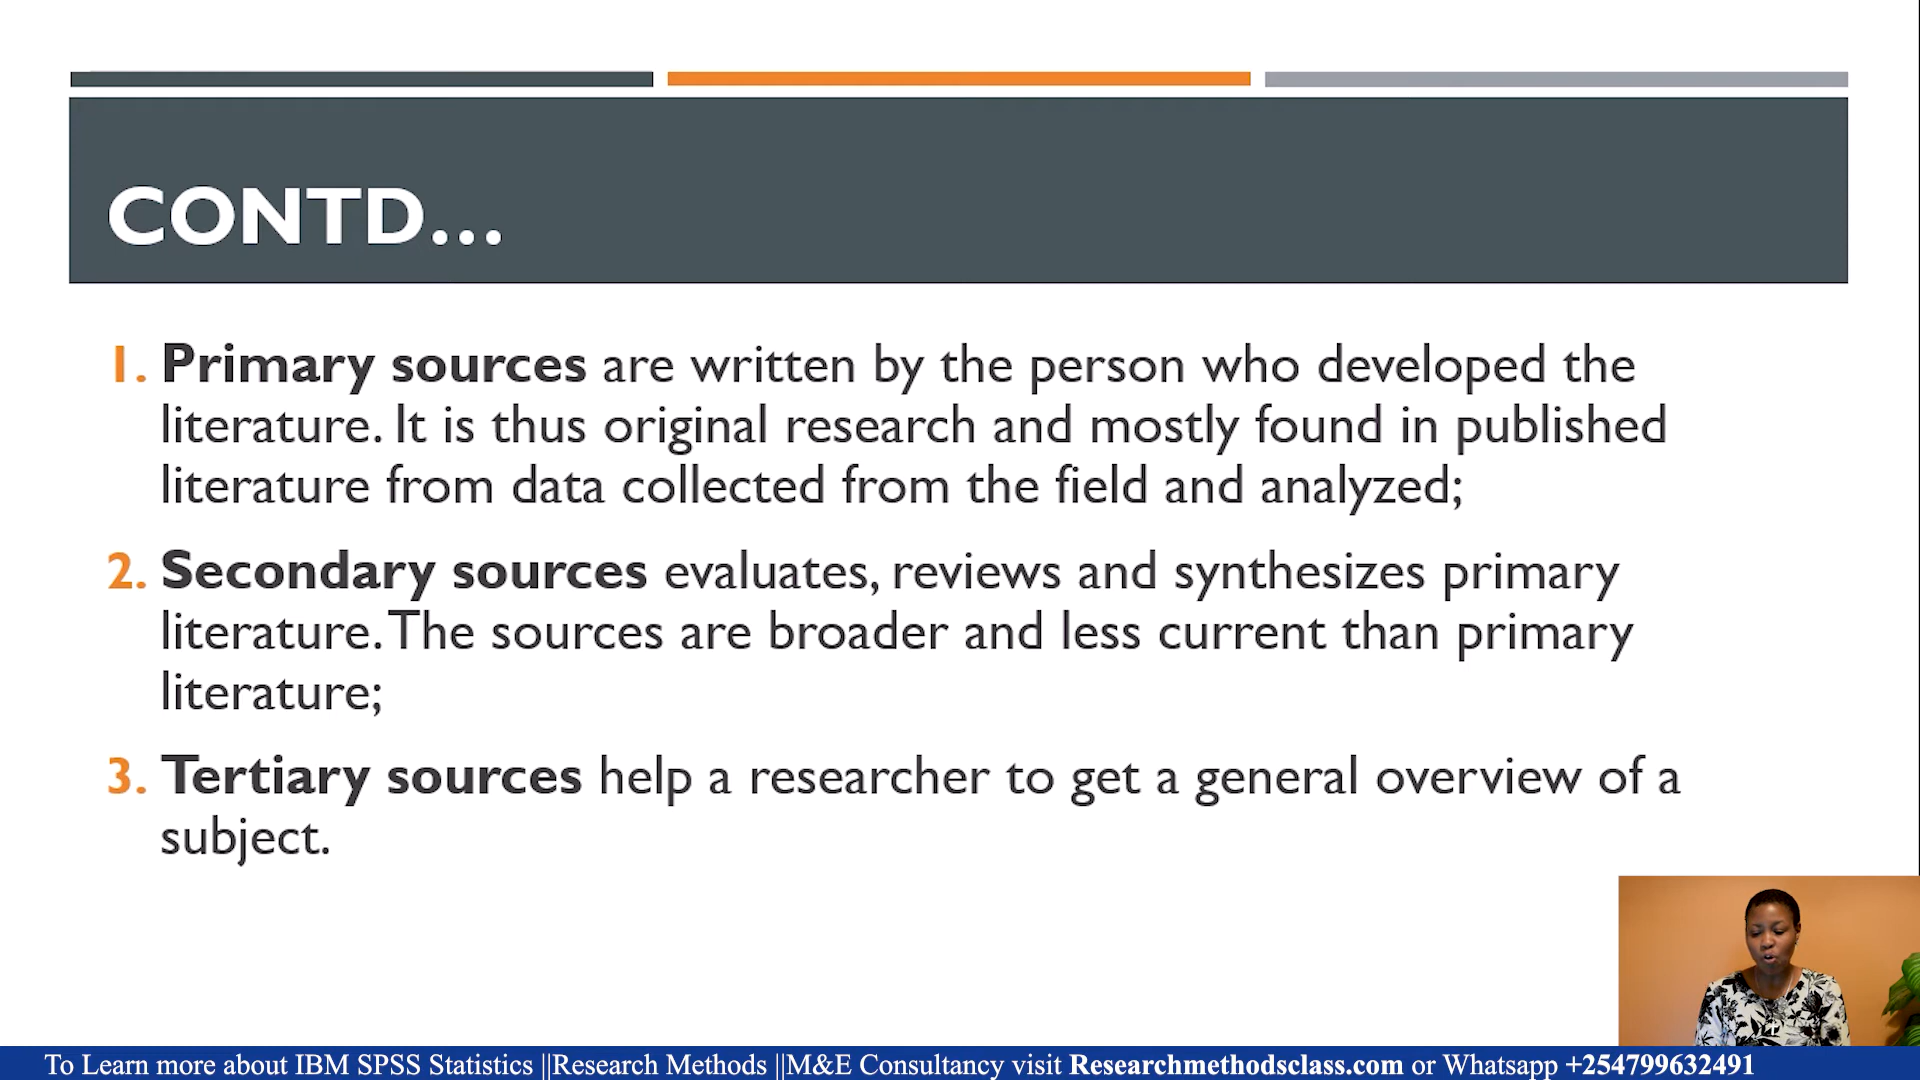 CONTD...
1. Primary sources are written by the person who developed the
literature. It is thus original research and mostly found in published
literature from data collected from the field and analyzed;
2. Secondary sources evaluates, reviews and synthesizes primary
literature. The sources are broader and less current than primary
literature;
3. Tertiary sources help a researcher to get a general overview of a
subject.
To Learn more about IBM SPSS Statistics ||Research Methods ||M&E Consultancy visit Researchmethodsclass.com or Whatsapp +254799632491